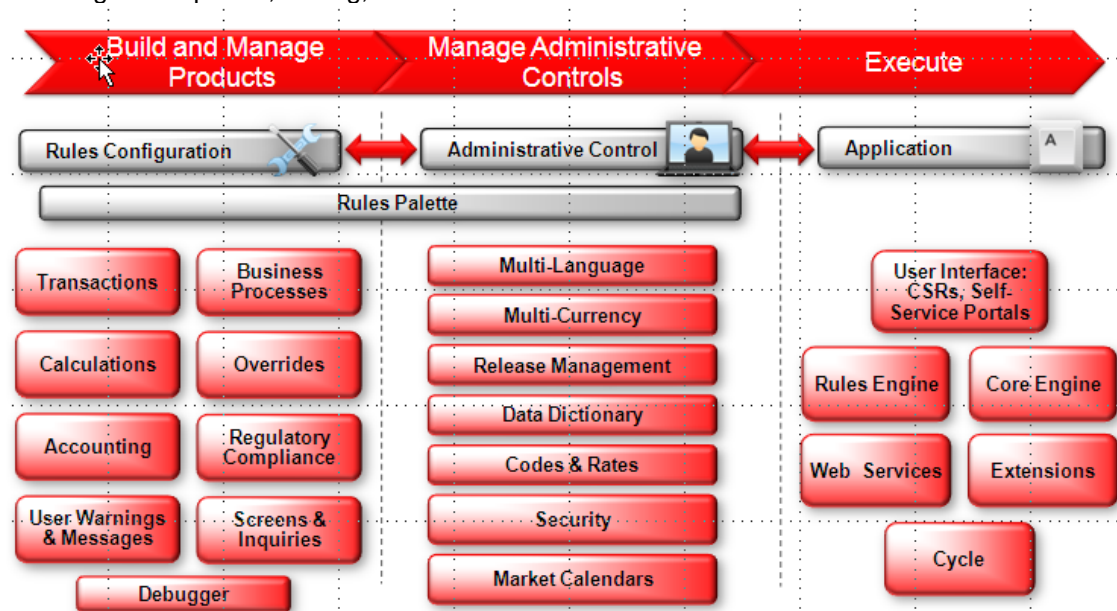 Build and Manage
Products
Manage Administrative
Controls
Execute
Rules Configuration
Administrative Control
Application
A
Rules Palette
Transactions
Business
Processes
Calculations
Overrides
Accounting
Regulatory
Compliance
User Warnings
& Messages
Screens &
Inquiries
Debugger
Multi-Language
Multi-Currency
Release Management
Data Dictionary
Codes & Rates
Security
Market Calendars
User Interface:
CSRs, Self-
Service Portals
Rules Engine
Core Engine
Web Services
Extensions
Cycle